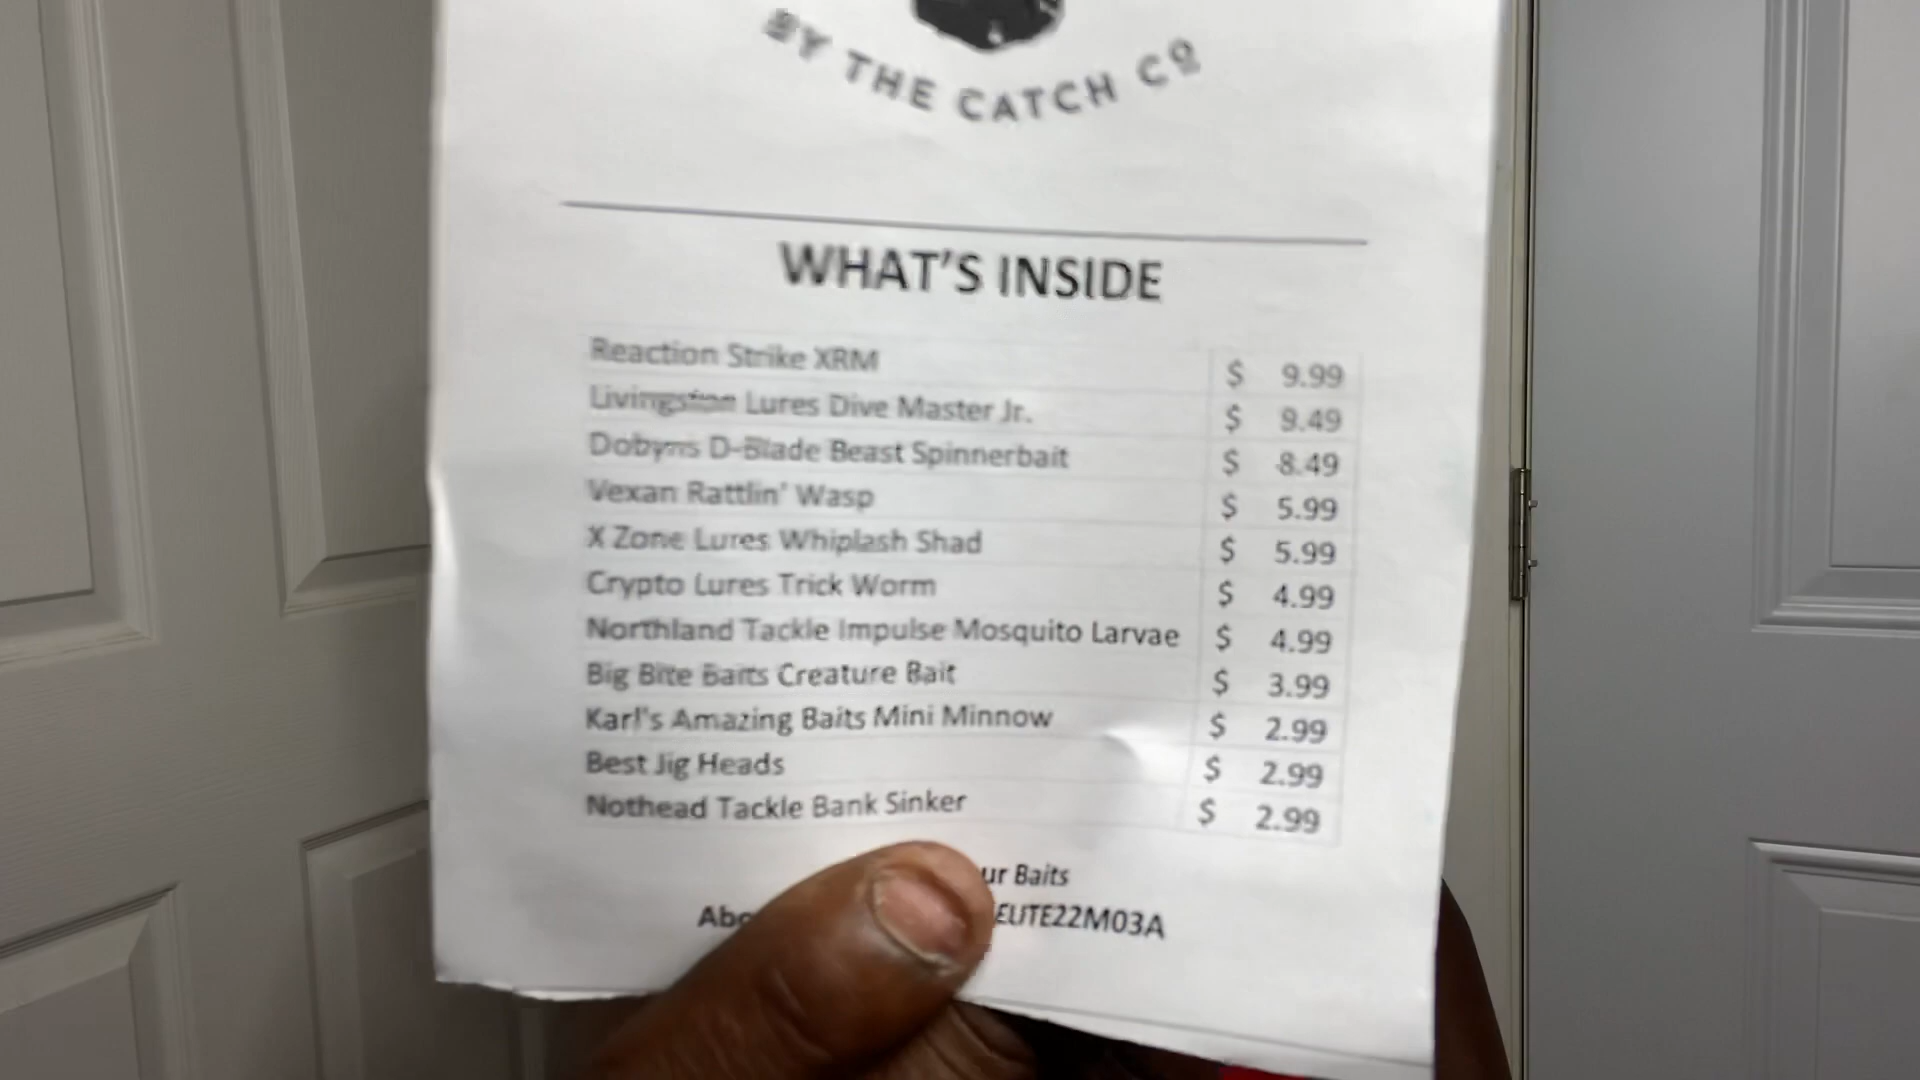 BY THE CATCH CO
WHAT'S INSIDE
Reaction Strike XRM $ 9.99
Livingston Lures Dive Master Jr. $ 9.49
Dobyns D-Blade Beast Spinnerbait $ 8.49
Vexan Rattlin' Wasp $ 5.99
X Zone Lures Whiplash Shad $ 5.99
Crypto Lures Trick Worm $ 4.99
Northland Tackle Impulse Mosquito Larvae $ 4.99
Big Bite Baits Creature Bait $ 3.99
Karl's Amazing Baits Mini Minnow $ 2.99
Best Jig Heads $ 2.99
Nothead Tackle Bank Sinker $ 2.99
Baits
ELITE22M03A